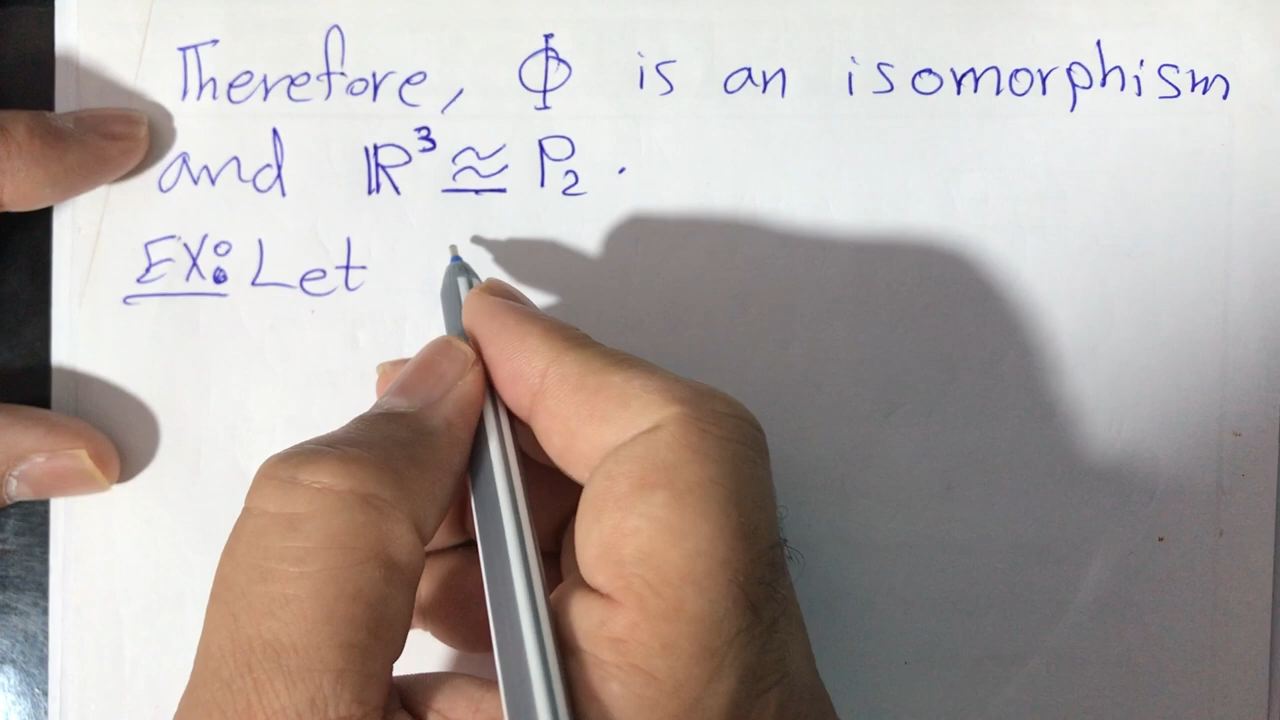 Therefore, Φ is an isomorphism
and ℝ³ ≊ P₂ .
EX: Let